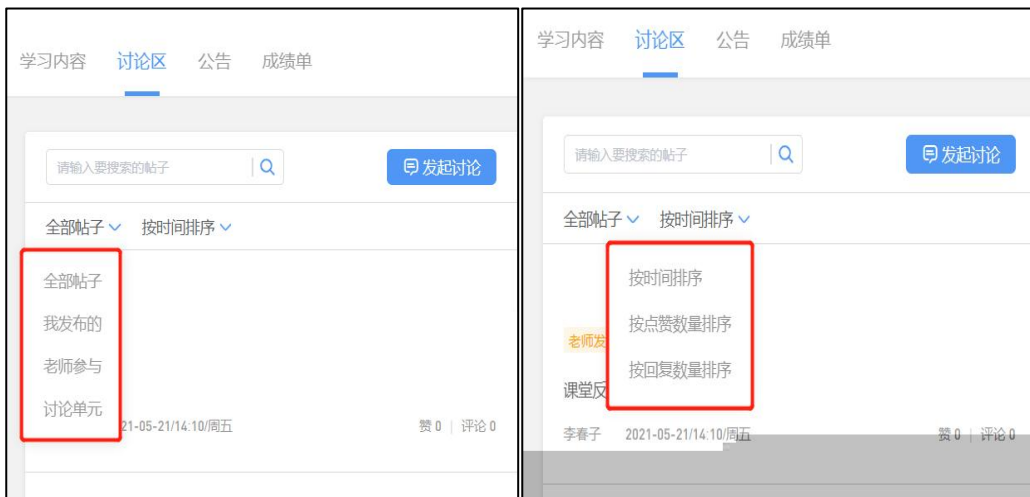 学习内容 讨论区 公告 成绩单
请输入要搜索的帖子 发起讨论
全部帖子 按时间排序
全部帖子
我发布的
老师参与
讨论单元
21-05-21/14:10/周五 赞 0 | 评论 0
学习内容 讨论区 公告 成绩单
请输入要搜索的帖子 发起讨论
全部帖子 按时间排序
按时间排序
按点赞数量排序
老师发
按回复数量排序
课堂反
李春子 2021-05-21/14:10/周五 赞 0 | 评论 0